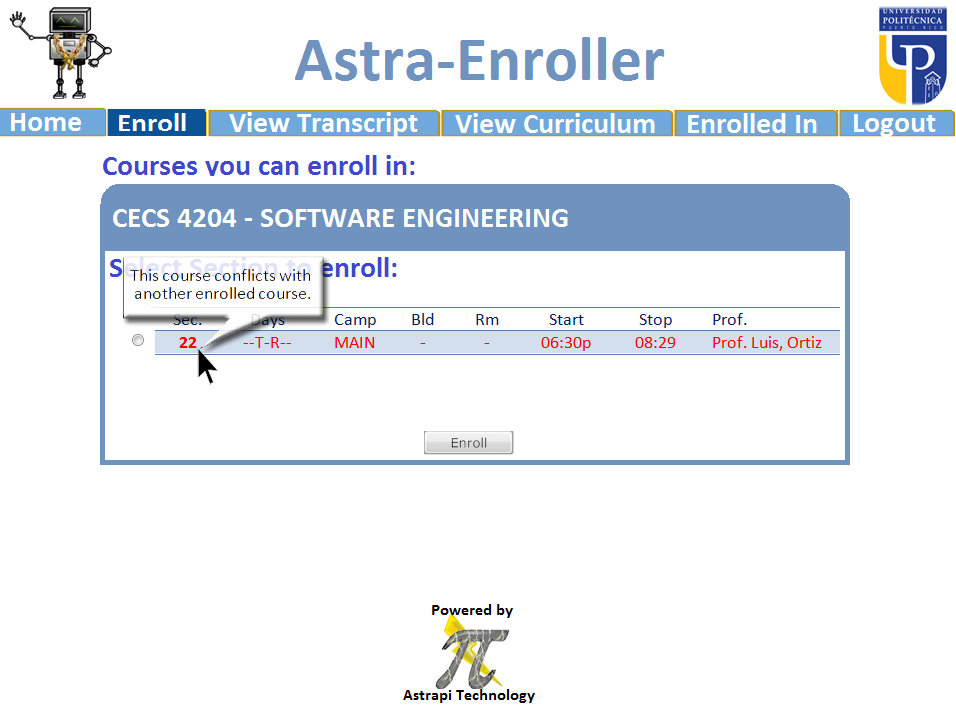 Astra-Enroller
UNIVERSIDAD
POLITÉCNICA
PUERTO RICO
Home Enroll View Transcript View Curriculum Enrolled In Logout
Courses you can enroll in:
CECS 4204 - SOFTWARE ENGINEERING
Select Section to enroll:
This course conflicts with
another enrolled course.
Sec. Days Camp Bld Rm Start Stop Prof.
22 --T-R-- MAIN - - 06:30p 08:29 Prof. Luis, Ortiz
Enroll
Powered by
π
Astrapi Technology